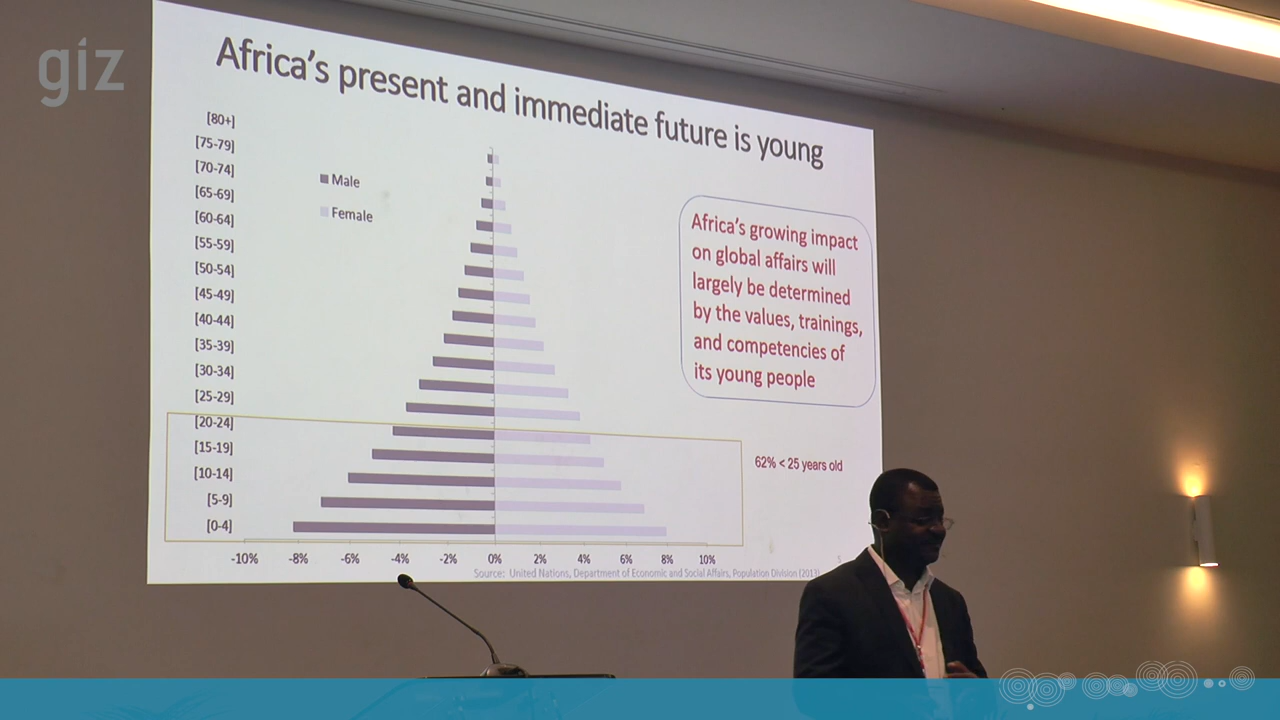 giz
Africa's present and immediate future is young
[80+]
[75-79]
[70-74]
[65-69]
[60-64]
[55-59]
[50-54]
[45-49]
[40-44]
[35-39]
[30-34]
[25-29]
[20-24]
[15-19]
[10-14]
[5-9]
[0-4]
Male
Female
Africa's growing impact
on global affairs will
largely be determined
by the values, trainings,
and competencies of
its young people
62% < 25 years old
-10% -8% -6% -4% -2% 0% 2% 4% 6% 8% 10%
Source: United Nations, Department of Economic and Social Affairs, Population Division (2013)
5